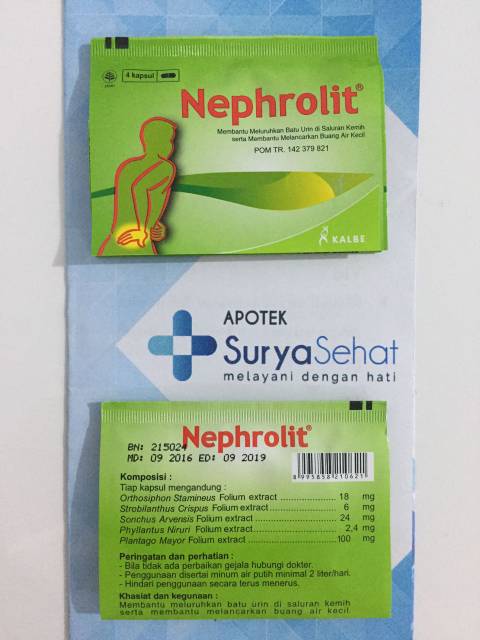 4 kapsul
JAMU
Nephrolit®
Membantu Meluruhkan Batu Urin di Saluran Kemih
serta Membantu Melancarkan Buang Air Kecil
POM TR. 142 379 821
KALBE
APOTEK
SuryaSehat
melayani dengan hati
Nephrolit®
BN: 215024
MD: 09 2016 ED: 09 2019
8995858210621
Komposisi :
Tiap kapsul mengandung :
Orthosiphon Stamineus Folium extract ........................ 18 mg
Strobilanthus Crispus Folium extract ........................ 6 mg
Sonchus Arvensis Folium extract ........................ 24 mg
Phyllantus Niruri Folium extract ........................ 2,4 mg
Plantago Mayor Folium extract ........................ 100 mg
Peringatan dan perhatian :
- Bila tidak ada perbaikan gejala hubungi dokter.
- Penggunaan disertai minum air putih minimal 2 liter/hari.
- Hindari penggunaan secara terus menerus.
Khasiat dan kegunaan :
Membantu meluruhkan batu urin di saluran kemih
serta membantu melancarkan buang air kecil.